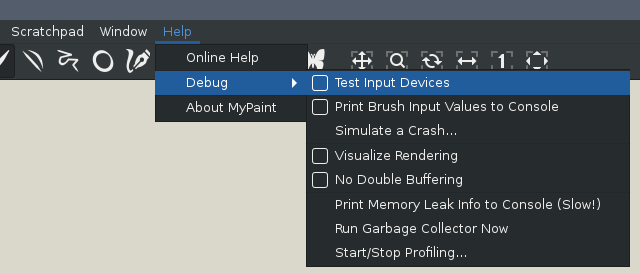 Scratchpad Window Help
Online Help
Debug
About MyPaint
1
Test Input Devices
Print Brush Input Values to Console
Simulate a Crash...
Visualize Rendering
No Double Buffering
Print Memory Leak Info to Console (Slow!)
Run Garbage Collector Now
Start/Stop Profiling...